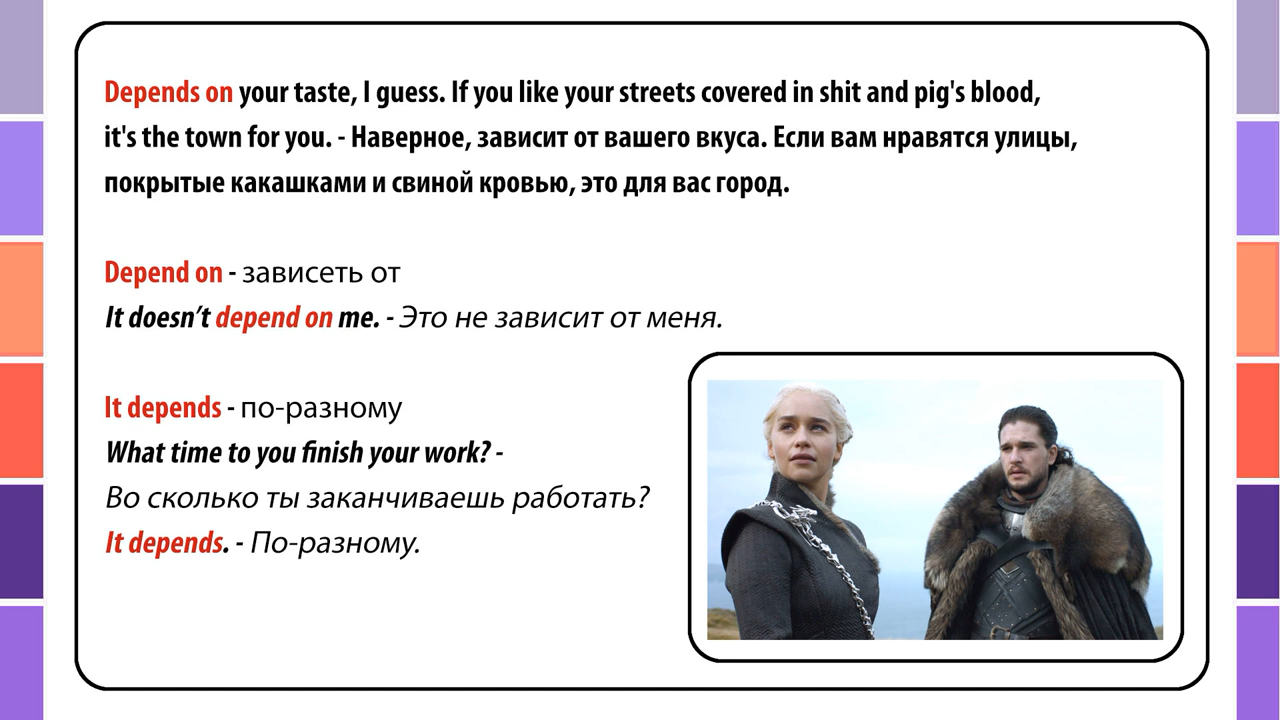 Depends on your taste, I guess. If you like your streets covered in shit and pig's blood,
it's the town for you. - Наверное, зависит от вашего вкуса. Если вам нравятся улицы,
покрытые какашками и свиной кровью, это для вас город.
Depend on - зависеть от
It doesn’t depend on me. - Это не зависит от меня.
It depends - по-разному
What time to you finish your work? -
Во сколько ты заканчиваешь работать?
It depends. - По-разному.